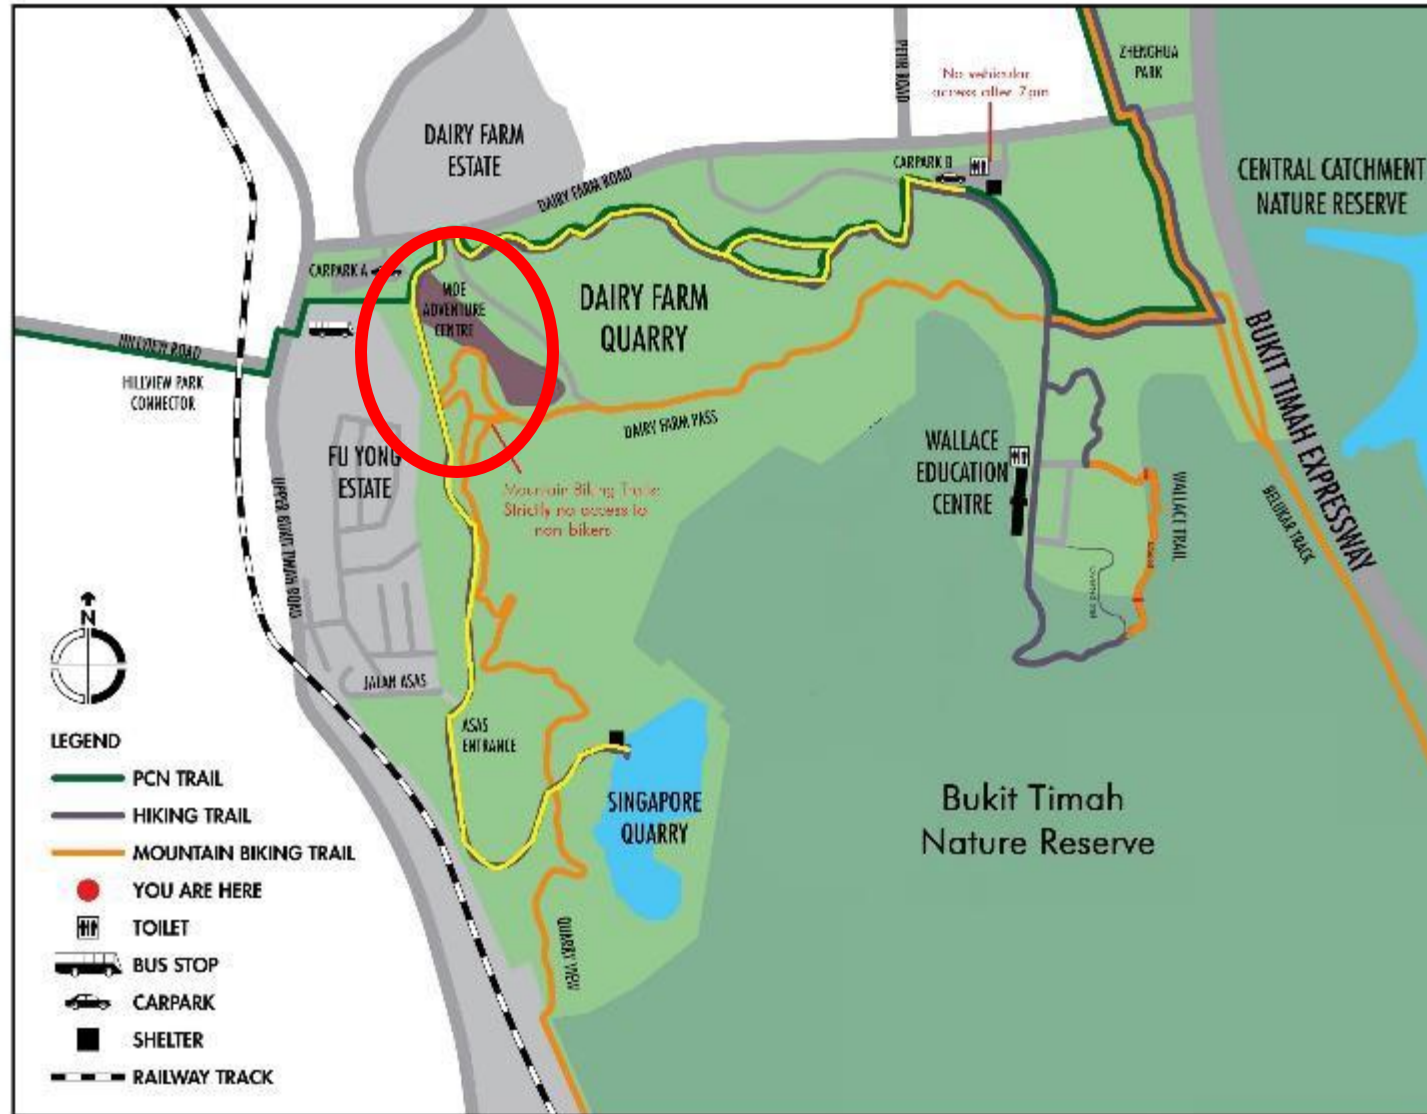 PETIR ROAD
No vehicular
access after 7pm
ZHENGHUA
PARK
DAIRY FARM
ESTATE
DAIRY FARM ROAD
CARPARK B
CENTRAL CATCHMENT
NATURE RESERVE
CARPARK A
MOE
ADVENTURE
CENTRE
DAIRY FARM
QUARRY
HILLVIEW ROAD
HILLVIEW PARK
CONNECTOR
BUKIT TIMAH EXPRESSWAY
DAIRY FARM PASS
FU YONG
ESTATE
WALLACE
EDUCATION
CENTRE
UPPER BUKIT TIMAH ROAD
Mountain Biking Trails:
Strictly no access to
non bikers
WALLACE TRAIL
BELUKAR TRACK
N
JALAN ASAS
ASAS
ENTRANCE
SINGAPORE
QUARRY
Bukit Timah
Nature Reserve
QUARRY VIEW
LEGEND
PCN TRAIL
HIKING TRAIL
MOUNTAIN BIKING TRAIL
YOU ARE HERE
TOILET
BUS STOP
CARPARK
SHELTER
RAILWAY TRACK